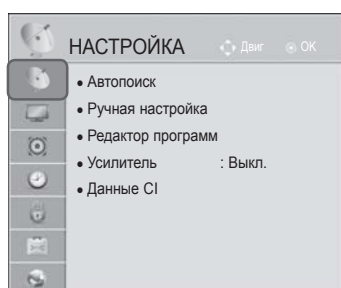 НАСТРОЙКА Двиг OK
• Автопоиск
• Ручная настройка
• Редактор программ
• Усилитель : Выкл.
• Данные CI